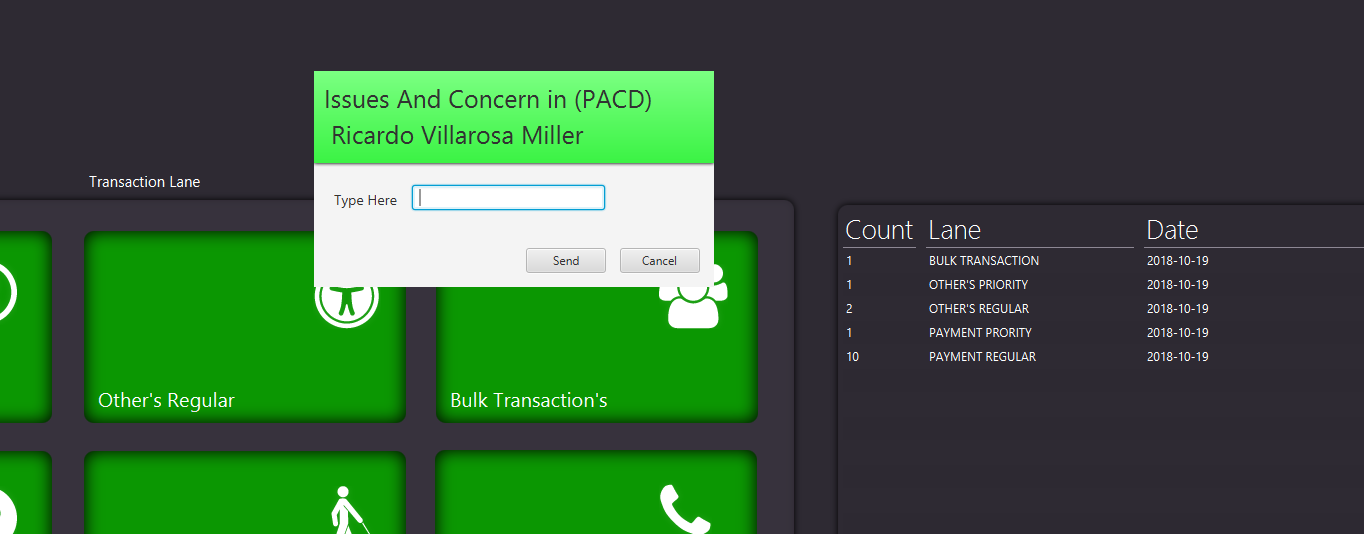 Issues And Concern in (PACD)
Ricardo Villarosa Miller
Type Here
Send Cancel
Transaction Lane
Other's Regular
Bulk Transaction's
Count Lane Date
1 BULK TRANSACTION 2018-10-19
1 OTHER'S PRIORITY 2018-10-19
2 OTHER'S REGULAR 2018-10-19
1 PAYMENT PRORITY 2018-10-19
10 PAYMENT REGULAR 2018-10-19